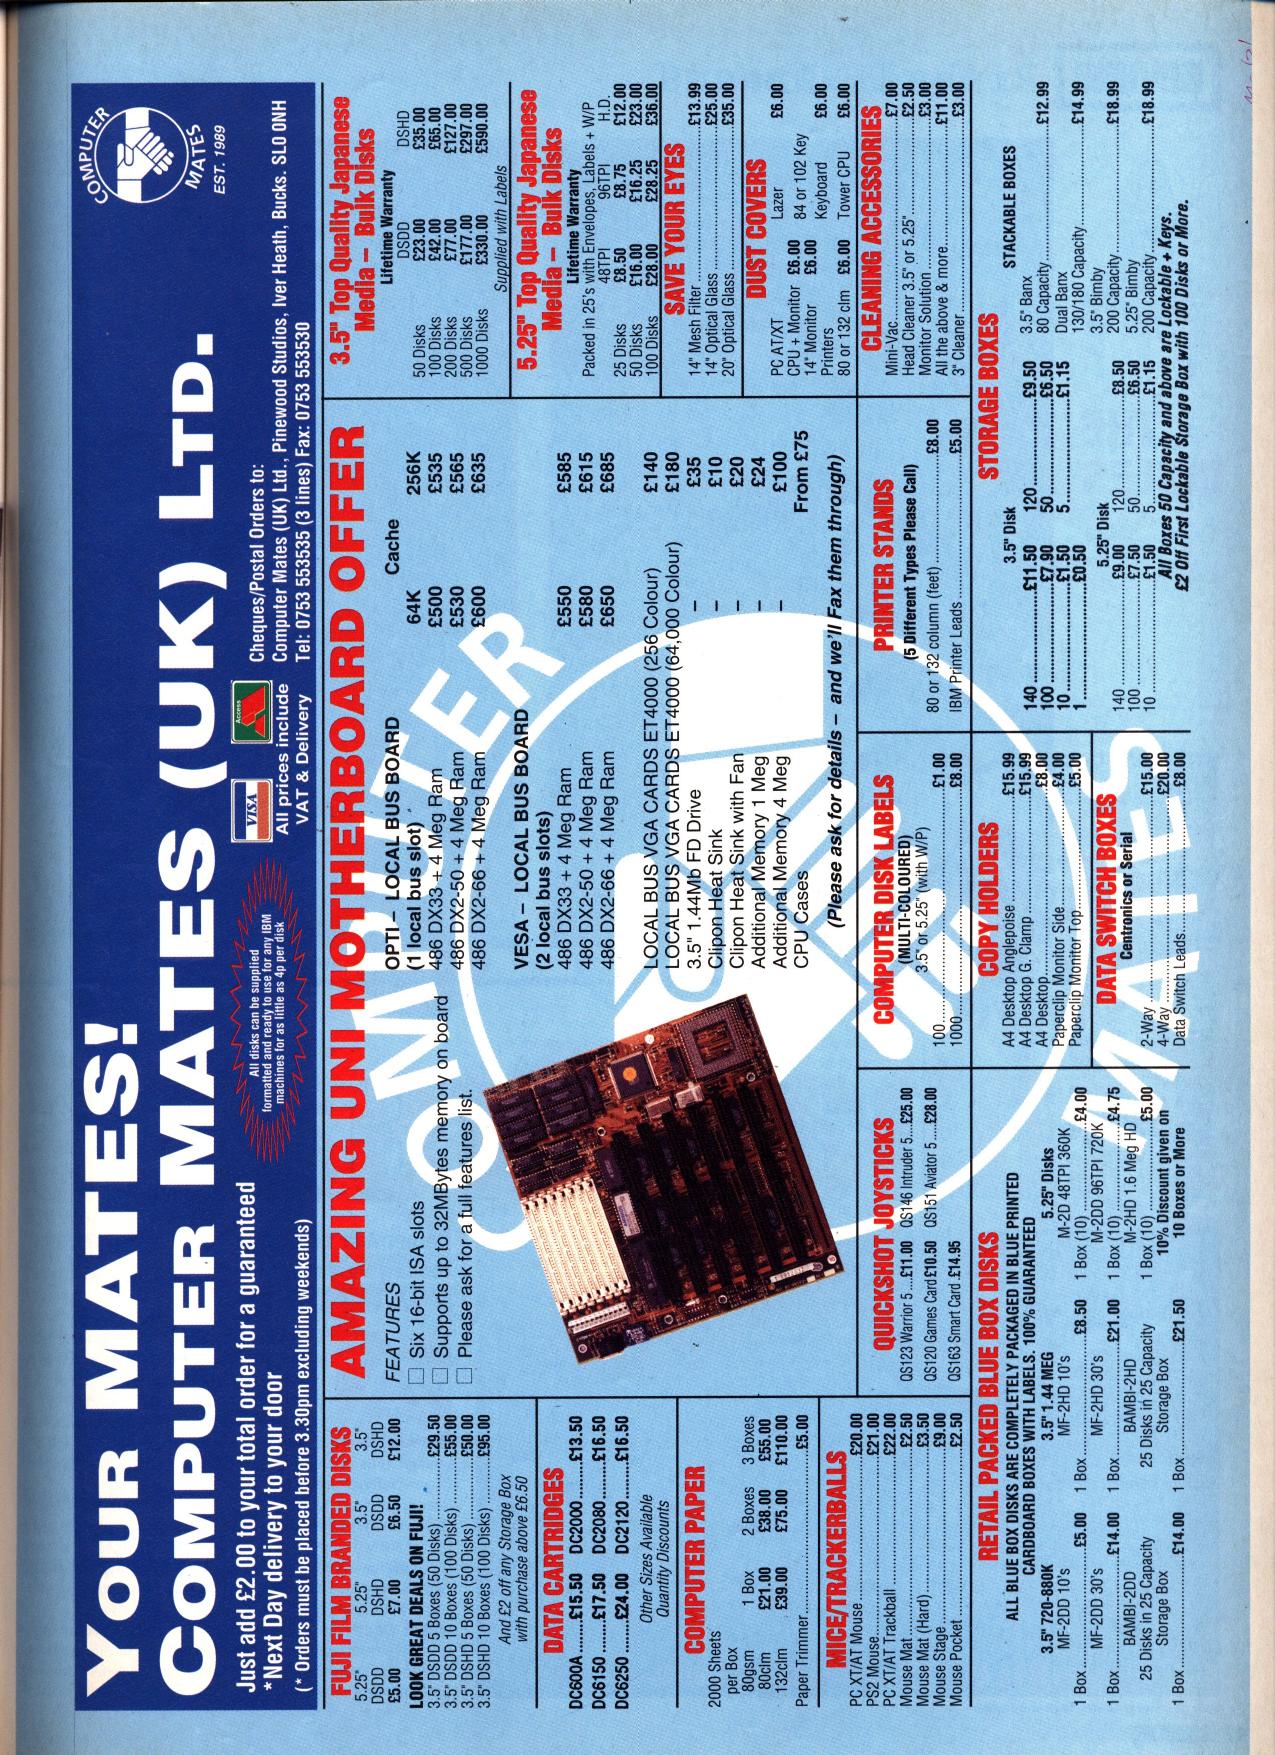 YOUR MATES!
COMPUTER MATES (UK) LTD.
COMPUTER MATES
EST. 1989
Just add £2.00 to your total order for a guaranteed
*Next Day delivery to your door
(* Orders must be placed before 3.30pm excluding weekends)
All disks can be supplied
formatted and ready to use for any IBM
machines for as little as 4p per disk
VISA
Access
All prices include
VAT & Delivery
Cheques/Postal Orders to:
Computer Mates (UK) Ltd., Pinewood Studios, Iver Heath, Bucks. SL0 0NH
Tel: 0753 553535 (3 lines) Fax: 0753 553530
FUJI FILM BRANDED DISKS
5.25" 5.25" 3.5" 3.5"
DSDD DSHD DSDD DSHD
£5.00 £7.00 £6.50 £12.00
LOOK GREAT DEALS ON FUJI!
3.5" DSDD 5 Boxes (50 Disks) £29.50
3.5" DSDD 10 Boxes (100 Disks) £55.00
3.5" DSHD 5 Boxes (50 Disks) £50.00
3.5" DSHD 10 Boxes (100 Disks) £95.00
And £2 off any Storage Box
with purchase above £6.50
DATA CARTRIDGES
DC600A £15.50 DC2000 £13.50
DC6150 £17.50 DC2080 £16.50
DC6250 £24.00 DC2120 £16.50
Other Sizes Available
Quantity Discounts
COMPUTER PAPER
2000 Sheets
per Box 1 Box 2 Boxes 3 Boxes
80gsm £21.00 £38.00 £55.00
80clm £39.00 £75.00 £110.00
132clm
Paper Trimmer £5.00
MICE/TRACKERBALLS
PC XT/AT Mouse £20.00
PS2 Mouse £21.00
PC XT/AT Trackball £22.00
Mouse Mat £2.50
Mouse Mat (Hard) £3.50
Mouse Stage £9.00
Mouse Pocket £2.50
AMAZING UNI MOTHERBOARD OFFER
FEATURES
Six 16-bit ISA slots
Supports up to 32MBytes memory on board
Please ask for a full features list.
OPTI – LOCAL BUS BOARD Cache
(1 local bus slot) 64K 256K
486 DX33 + 4 Meg Ram £500 £535
486 DX2-50 + 4 Meg Ram £530 £565
486 DX2-66 + 4 Meg Ram £600 £635
VESA – LOCAL BUS BOARD
(2 local bus slots)
486 DX33 + 4 Meg Ram £550 £585
486 DX2-50 + 4 Meg Ram £580 £615
486 DX2-66 + 4 Meg Ram £650 £685
LOCAL BUS VGA CARDS ET4000 (256 Colour) £140
LOCAL BUS VGA CARDS ET4000 (64,000 Colour) £180
3.5" 1.44Mb FD Drive – £35
Clipon Heat Sink – £10
Clipon Heat Sink with Fan – £20
Additional Memory 1 Meg – £24
Additional Memory 4 Meg – £100
CPU Cases From £75
(Please ask for details – and we'll Fax them through)
COMPUTER MATES
3.5" Top Quality Japanese
Media – Bulk Disks
Lifetime Warranty
DSDD DSHD
50 Disks £23.00 £35.00
100 Disks £42.00 £65.00
200 Disks £77.00 £127.00
500 Disks £177.00 £297.00
1000 Disks £330.00 £590.00
Supplied with Labels
5.25" Top Quality Japanese
Media – Bulk Disks
Lifetime Warranty
Packed in 25's with Envelopes, Labels + W/P
48TPI 96TPI H.D.
25 Disks £8.50 £8.75 £12.00
50 Disks £16.00 £16.25 £23.00
100 Disks £28.00 £28.25 £36.00
SAVE YOUR EYES
14" Mesh Filter £13.99
14" Optical Glass £25.00
20" Optical Glass £35.00
DUST COVERS
PC AT/XT Lazer £6.00
CPU + Monitor £6.00 84 or 102 Key
14" Monitor £6.00 Keyboard £6.00
Printers
80 or 132 clm £6.00 Tower CPU £6.00
QUICKSHOT JOYSTICKS
QS123 Warrior 5 £11.00 QS146 Intruder 5 £25.00
QS120 Games Card £10.50 QS151 Aviator 5 £28.00
QS163 Smart Card £14.95
COMPUTER DISK LABELS
(MULTI-COLOURED)
3.5" or 5.25" (with W/P)
100 £1.00
1000 £8.00
PRINTER STANDS
(5 Different Types Please Call)
80 or 132 column (feet) £8.00
IBM Printer Leads £5.00
CLEANING ACCESSORIES
Mini-Vac £7.00
Head Cleaner 3.5" or 5.25" £2.50
Monitor Solution £3.00
All the above & more £11.00
3" Cleaner £3.00
RETAIL PACKED BLUE BOX DISKS
ALL BLUE BOX DISKS ARE COMPLETELY PACKAGED IN BLUE PRINTED
CARDBOARD BOXES WITH LABELS. 100% GUARANTEED
3.5" 720-880K 3.5" 1.44 MEG 5.25" Disks
MF-2DD 10's MF-2HD 10's M-2D 48TPI 360K
1 Box £5.00 1 Box £8.50 1 Box (10) £4.00
MF-2DD 30's MF-2HD 30's M-2DD 96TPI 720K
1 Box £14.00 1 Box £21.00 1 Box (10) £4.75
BAMBI-2DD BAMBI-2HD M-2HD 1.6 Meg HD
25 Disks in 25 Capacity 25 Disks in 25 Capacity 1 Box (10) £5.00
Storage Box Storage Box 10% Discount given on
1 Box £14.00 1 Box £21.50 10 Boxes or More
COPY HOLDERS
A4 Desktop Anglepoise £15.99
A4 Desktop G. Clamp £15.99
A4 Desktop £8.00
Paperclip Monitor Side £4.00
Paperclip Monitor Top £5.00
DATA SWITCH BOXES
Centronics or Serial
2-Way £15.00
4-Way £20.00
Data Switch Leads £8.00
STORAGE BOXES
3.5" Disk
140 £11.50 120 £9.50
100 £7.90 50 £6.50
10 £1.50 5 £1.15
1 £0.50
5.25" Disk
140 £9.00 120 £8.50
100 £7.50 50 £6.50
10 £1.50 5 £1.15
STACKABLE BOXES
3.5" Banx
80 Capacity £12.99
Dual Banx
130/180 Capacity £14.99
3.5" Bimby
200 Capacity £18.99
5.25" Bimby
200 Capacity £18.99
All Boxes 50 Capacity and above are Lockable + Keys.
£2 Off First Lockable Storage Box with 100 Disks or More.